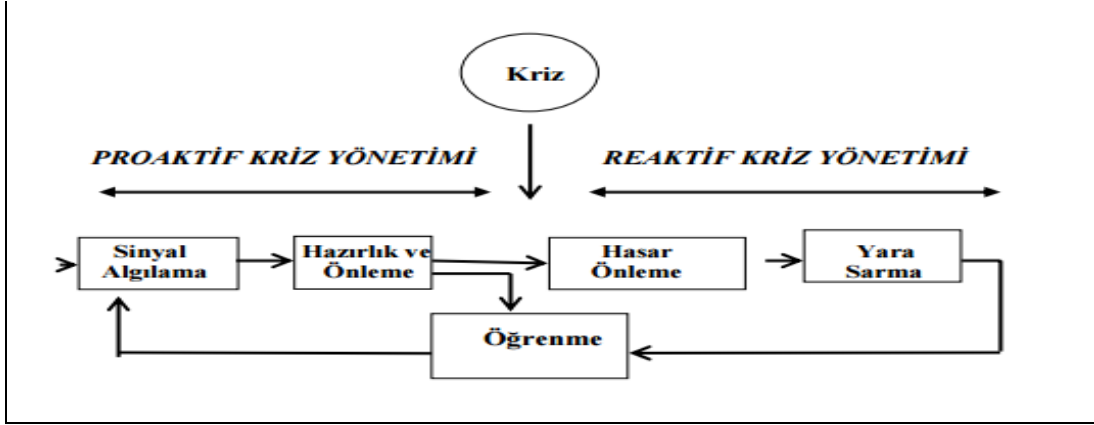 Kriz
PROAKTİF KRİZ YÖNETİMİ
REAKTİF KRİZ YÖNETİMİ
Sinyal
Algılama
Hazırlık ve
Önleme
Hasar
Önleme
Yara
Sarma
Öğrenme